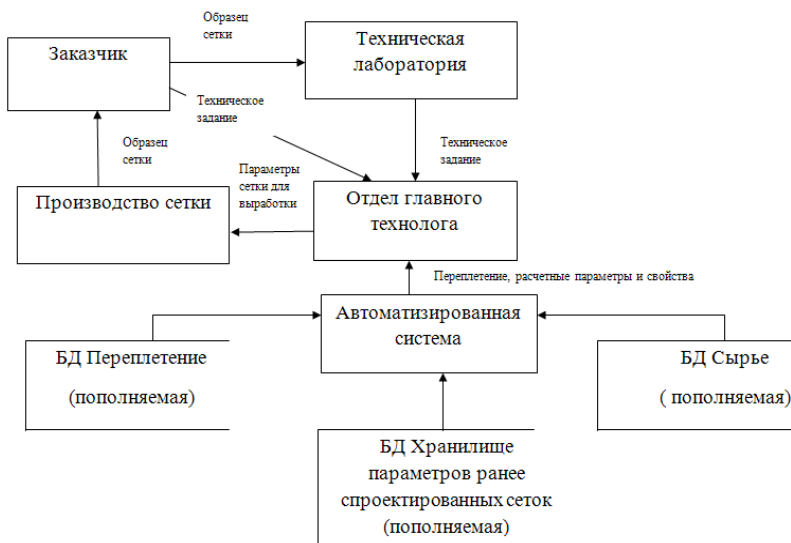 Образец
сетки
Заказчик
Техническая
лаборатория
Техническое
задание
Образец
сетки
Техническое
задание
Параметры
сетки для
выработки
Производство сетки
Отдел главного
технолога
Переплетение, расчетные параметры и свойства
Автоматизированная
система
БД Переплетение
(пополняемая)
БД Сырье
( пополняемая)
БД Хранилище
параметров ранее
спроектированных сеток
(пополняемая)